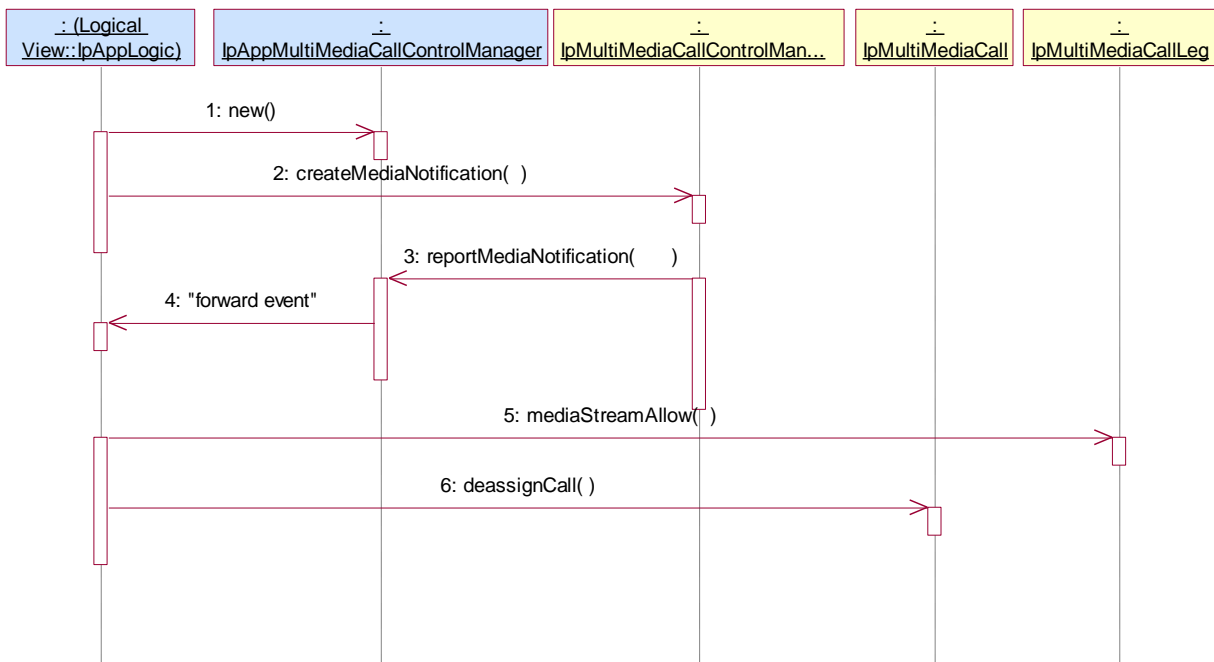 : (Logical
View::IpAppLogic)
:
IpAppMultiMediaCallControlManager
:
IpMultiMediaCallControlMan...
:
IpMultiMediaCall
:
IpMultiMediaCallLeg
1: new()
2: createMediaNotification( )
3: reportMediaNotification( )
4: "forward event"
5: mediaStreamAllow( )
6: deassignCall( )